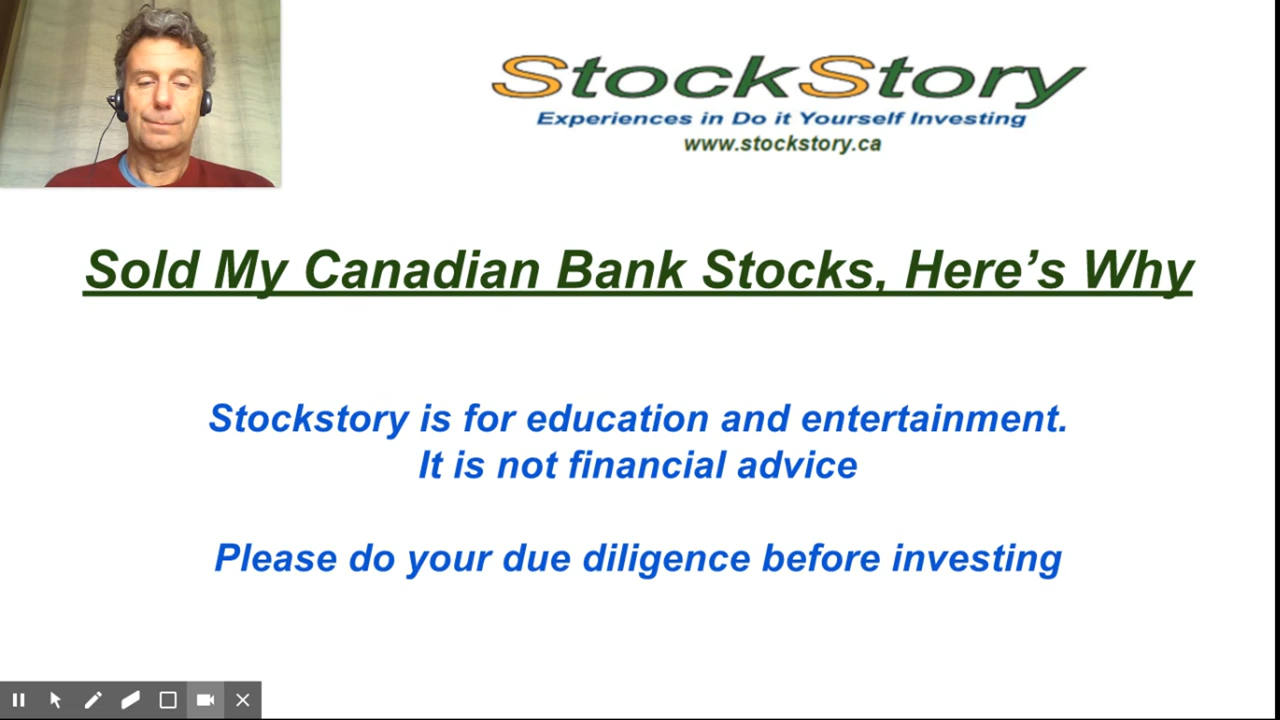 StockStory
Experiences in Do it Yourself Investing
www.stockstory.ca
Sold My Canadian Bank Stocks, Here’s Why
Stockstory is for education and entertainment.
It is not financial advice
Please do your due diligence before investing